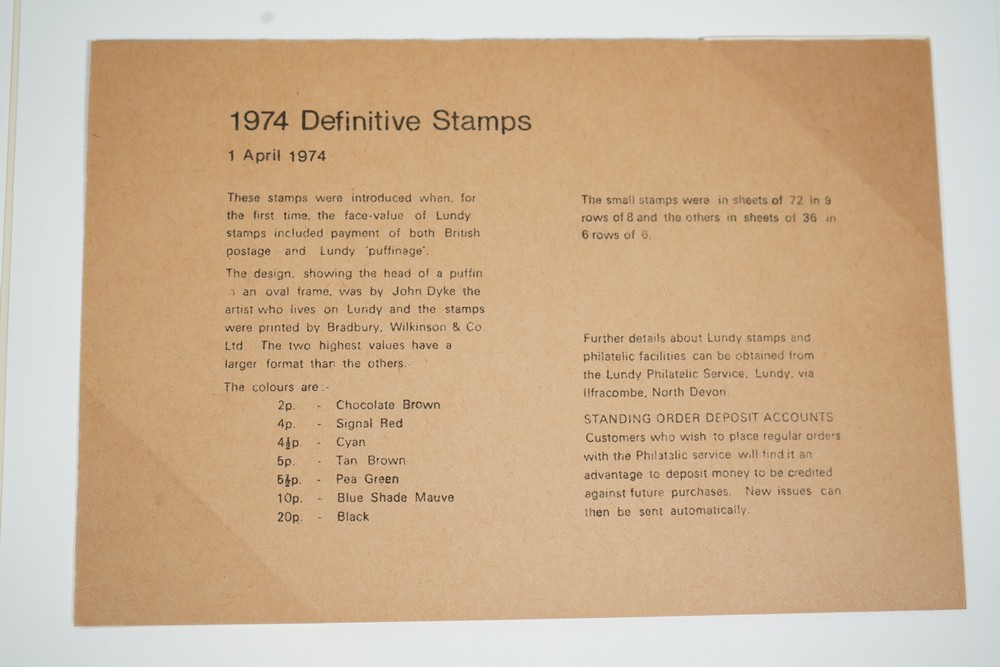 1974 Definitive Stamps
1 April 1974
These stamps were introduced when, for
the first time, the face-value of Lundy
stamps included payment of both British
postage and Lundy 'puffinage'.
The design, showing the head of a puffin
an oval frame, was by John Dyke the
artist who lives on Lundy and the stamps
were printed by Bradbury, Wilkinson & Co.
Ltd. The two highest values have a
larger format than the others.
The colours are:-
2p. - Chocolate Brown
4p. - Signal Red
4½p. - Cyan
5p. - Tan Brown
6½p. - Pea Green
10p. - Blue Shade Mauve
20p. - Black
The small stamps were in sheets of 72 in 9
rows of 8 and the others in sheets of 36 in
6 rows of 6.
Further details about Lundy stamps and
philatelic facilities can be obtained from
the Lundy Philatelic Service, Lundy, via
Ilfracombe, North Devon.
STANDING ORDER DEPOSIT ACCOUNTS
Customers who wish to place regular orders
with the Philatalic service will find it an
advantage to deposit money to be credited
against future purchases. New issues can
then be sent automatically.